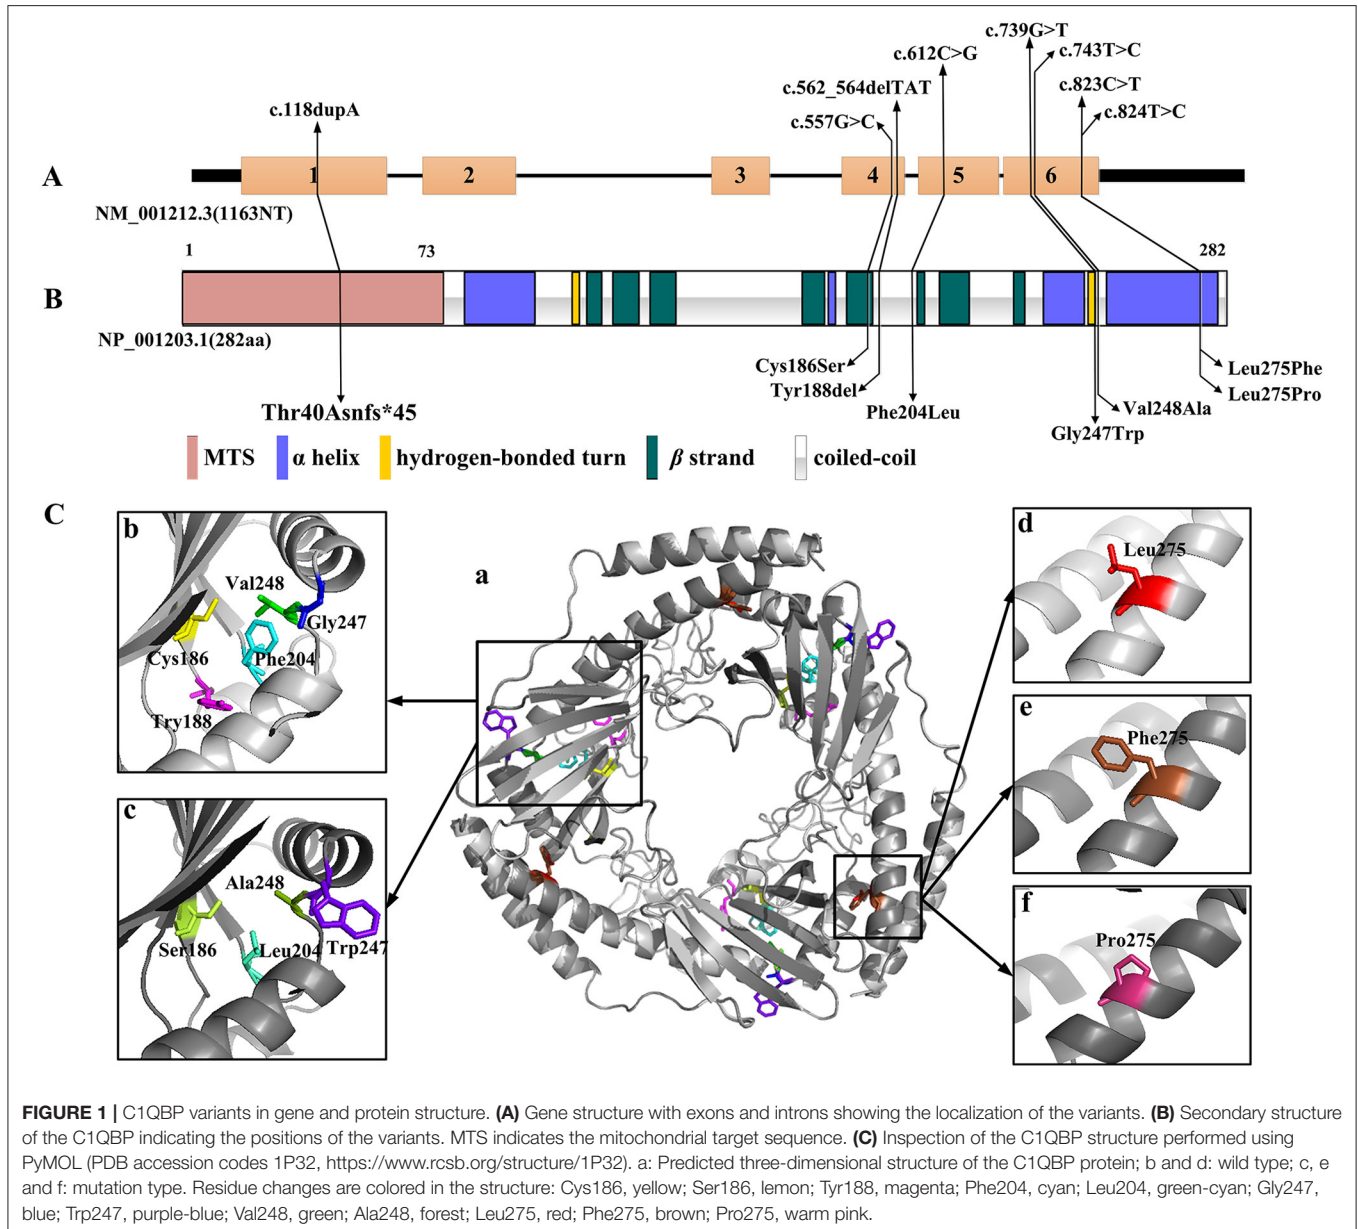 c.739G>T
c.612C>G
c.743T>C
c.562_564delTAT
c.823C>T
c.118dupA
c.557G>C
c.824T>C
A
1
2
3
4
5
6
NM_001212.3(1163NT)
1
73
282
B
NP_001203.1(282aa)
Cys186Ser
Leu275Phe
Tyr188del
Leu275Pro
Thr40Asnfs*45
Phe204Leu
Val248Ala
Gly247Trp
MTS
α helix
hydrogen-bonded turn
β strand
coiled-coil
C
b
Val248
Gly247
Cys186
Phe204
Try188
a
d
Leu275
e
Phe275
c
Ala248
Ser186
Leu204
Trp247
f
Pro275
FIGURE 1 | C1QBP variants in gene and protein structure. (A) Gene structure with exons and introns showing the localization of the variants. (B) Secondary structure
of the C1QBP indicating the positions of the variants. MTS indicates the mitochondrial target sequence. (C) Inspection of the C1QBP structure performed using
PyMOL (PDB accession codes 1P32, https://www.rcsb.org/structure/1P32). a: Predicted three-dimensional structure of the C1QBP protein; b and d: wild type; c, e
and f: mutation type. Residue changes are colored in the structure: Cys186, yellow; Ser186, lemon; Tyr188, magenta; Phe204, cyan; Leu204, green-cyan; Gly247,
blue; Trp247, purple-blue; Val248, green; Ala248, forest; Leu275, red; Phe275, brown; Pro275, warm pink.